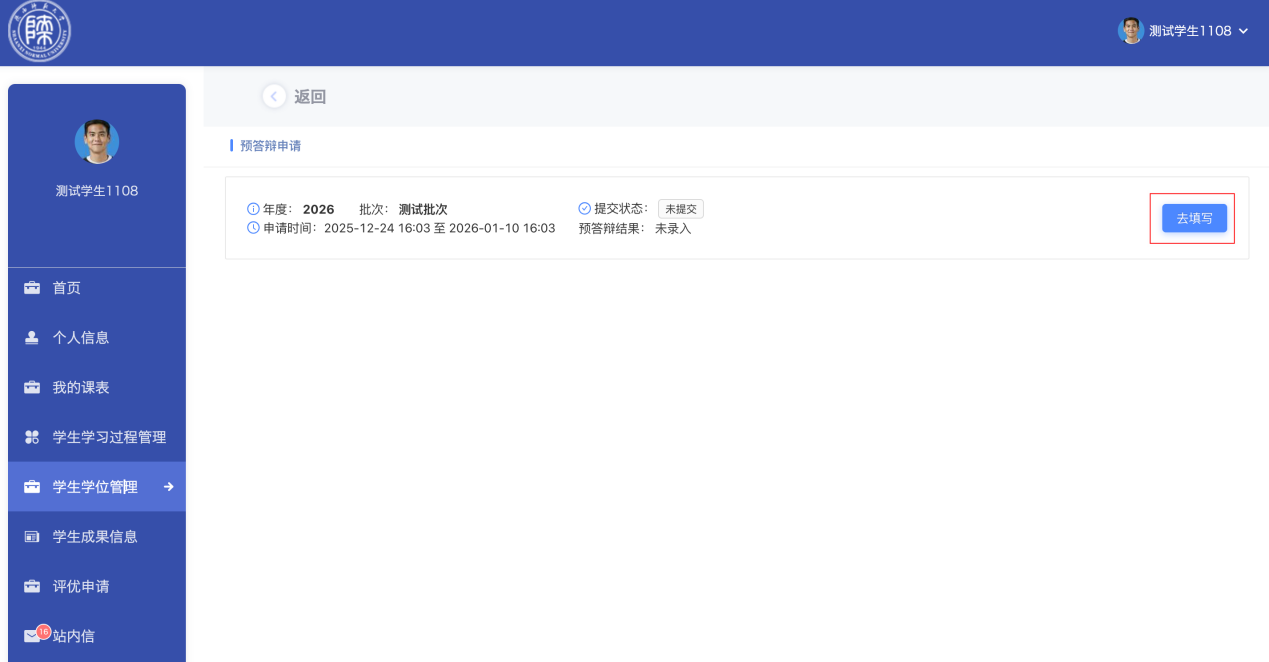 测试学生1108
返回
预答辩申请
测试学生1108
年度： 2026 批次： 测试批次 提交状态： 未提交
申请时间：2025-12-24 16:03 至 2026-01-10 16:03 预答辩结果： 未录入
去填写
首页
个人信息
我的课表
学生学习过程管理
学生学位管理
学生成果信息
评优申请
16
站内信